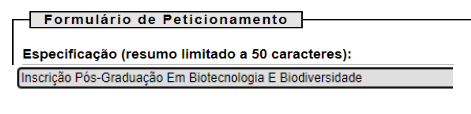 Formulário de Peticionamento
Especificação (resumo limitado a 50 caracteres):
Inscrição Pós-Graduação Em Biotecnologia E Biodiversidade